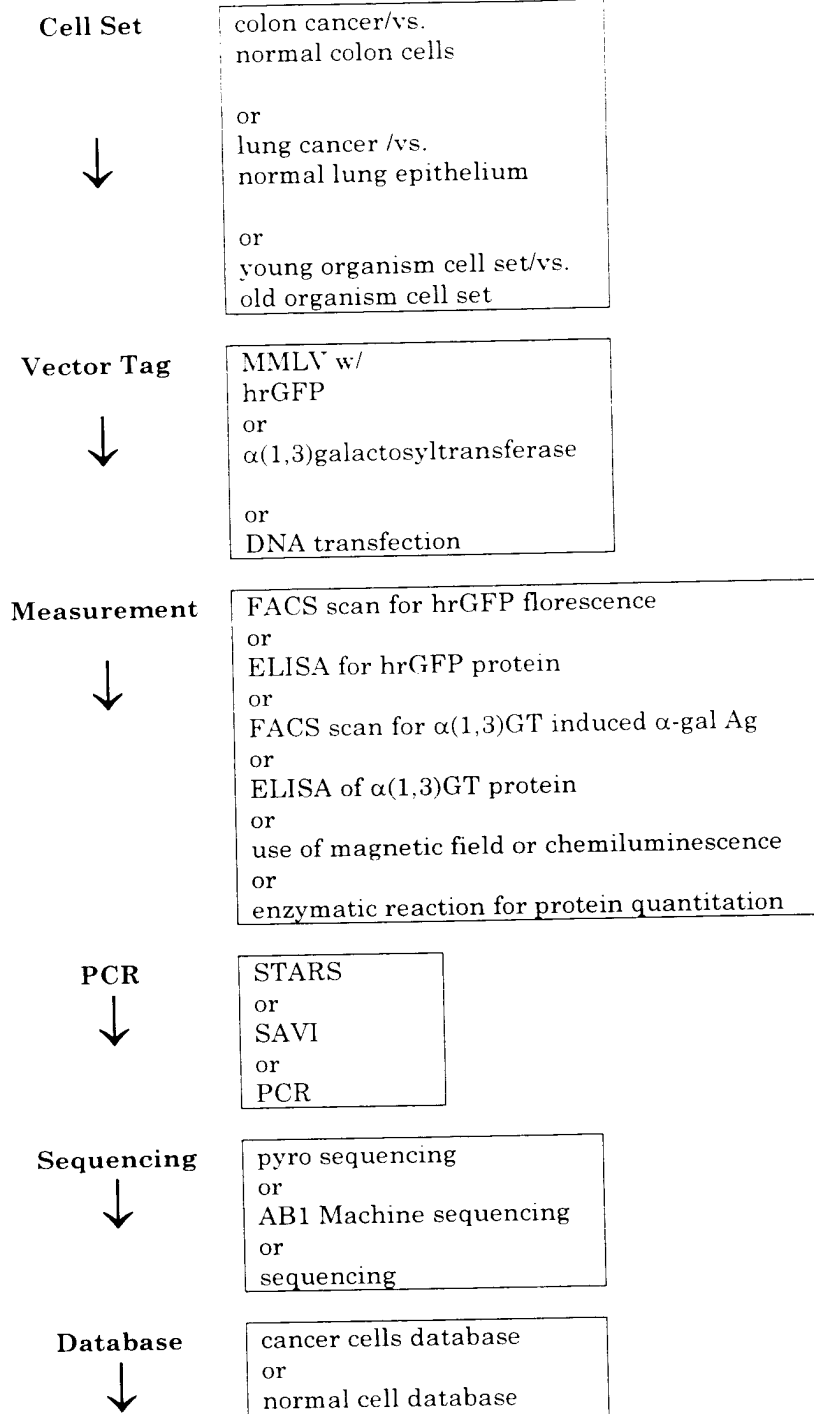 Cell Set
colon cancer/vs.
normal colon cells
or
lung cancer /vs.
normal lung epithelium
or
young organism cell set/vs.
old organism cell set
Vector Tag
MMLV w/
hrGFP
or
α(1,3)galactosyltransferase
or
DNA transfection
Measurement
FACS scan for hrGFP florescence
or
ELISA for hrGFP protein
or
FACS scan for α(1,3)GT induced α-gal Ag
or
ELISA of α(1,3)GT protein
or
use of magnetic field or chemiluminescence
or
enzymatic reaction for protein quantitation
PCR
STARS
or
SAVI
or
PCR
Sequencing
pyro sequencing
or
AB1 Machine sequencing
or
sequencing
Database
cancer cells database
or
normal cell database